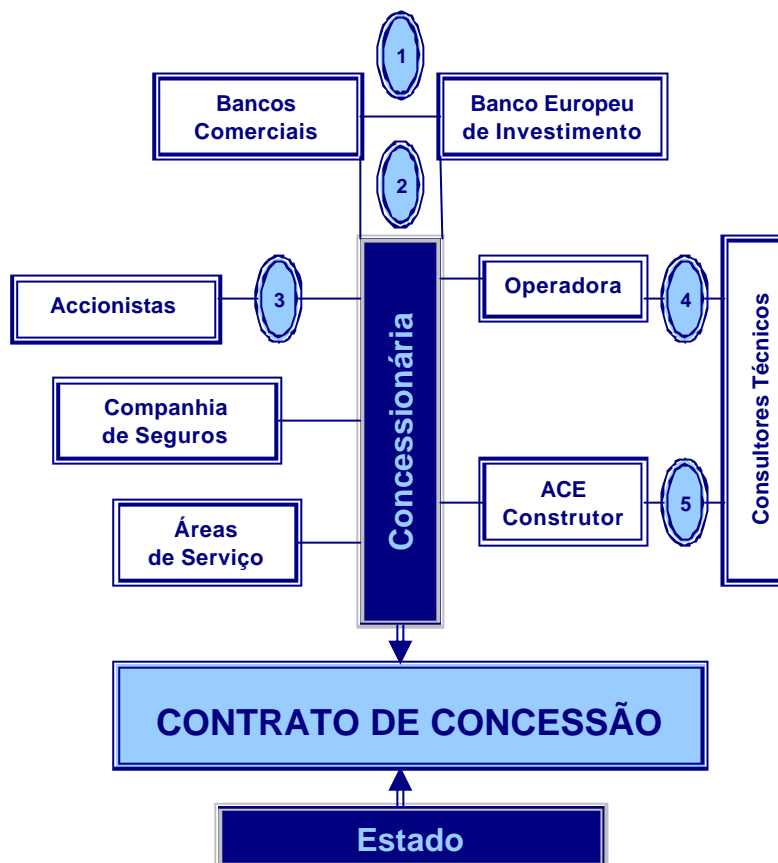 1
Bancos
Comerciais
Banco Europeu
de Investimento
2
Accionistas
3
Concessionária
Operadora
4
Consultores Técnicos
Companhia
de Seguros
ACE
Construtor
5
Áreas
de Serviço
CONTRATO DE CONCESSÃO
Estado